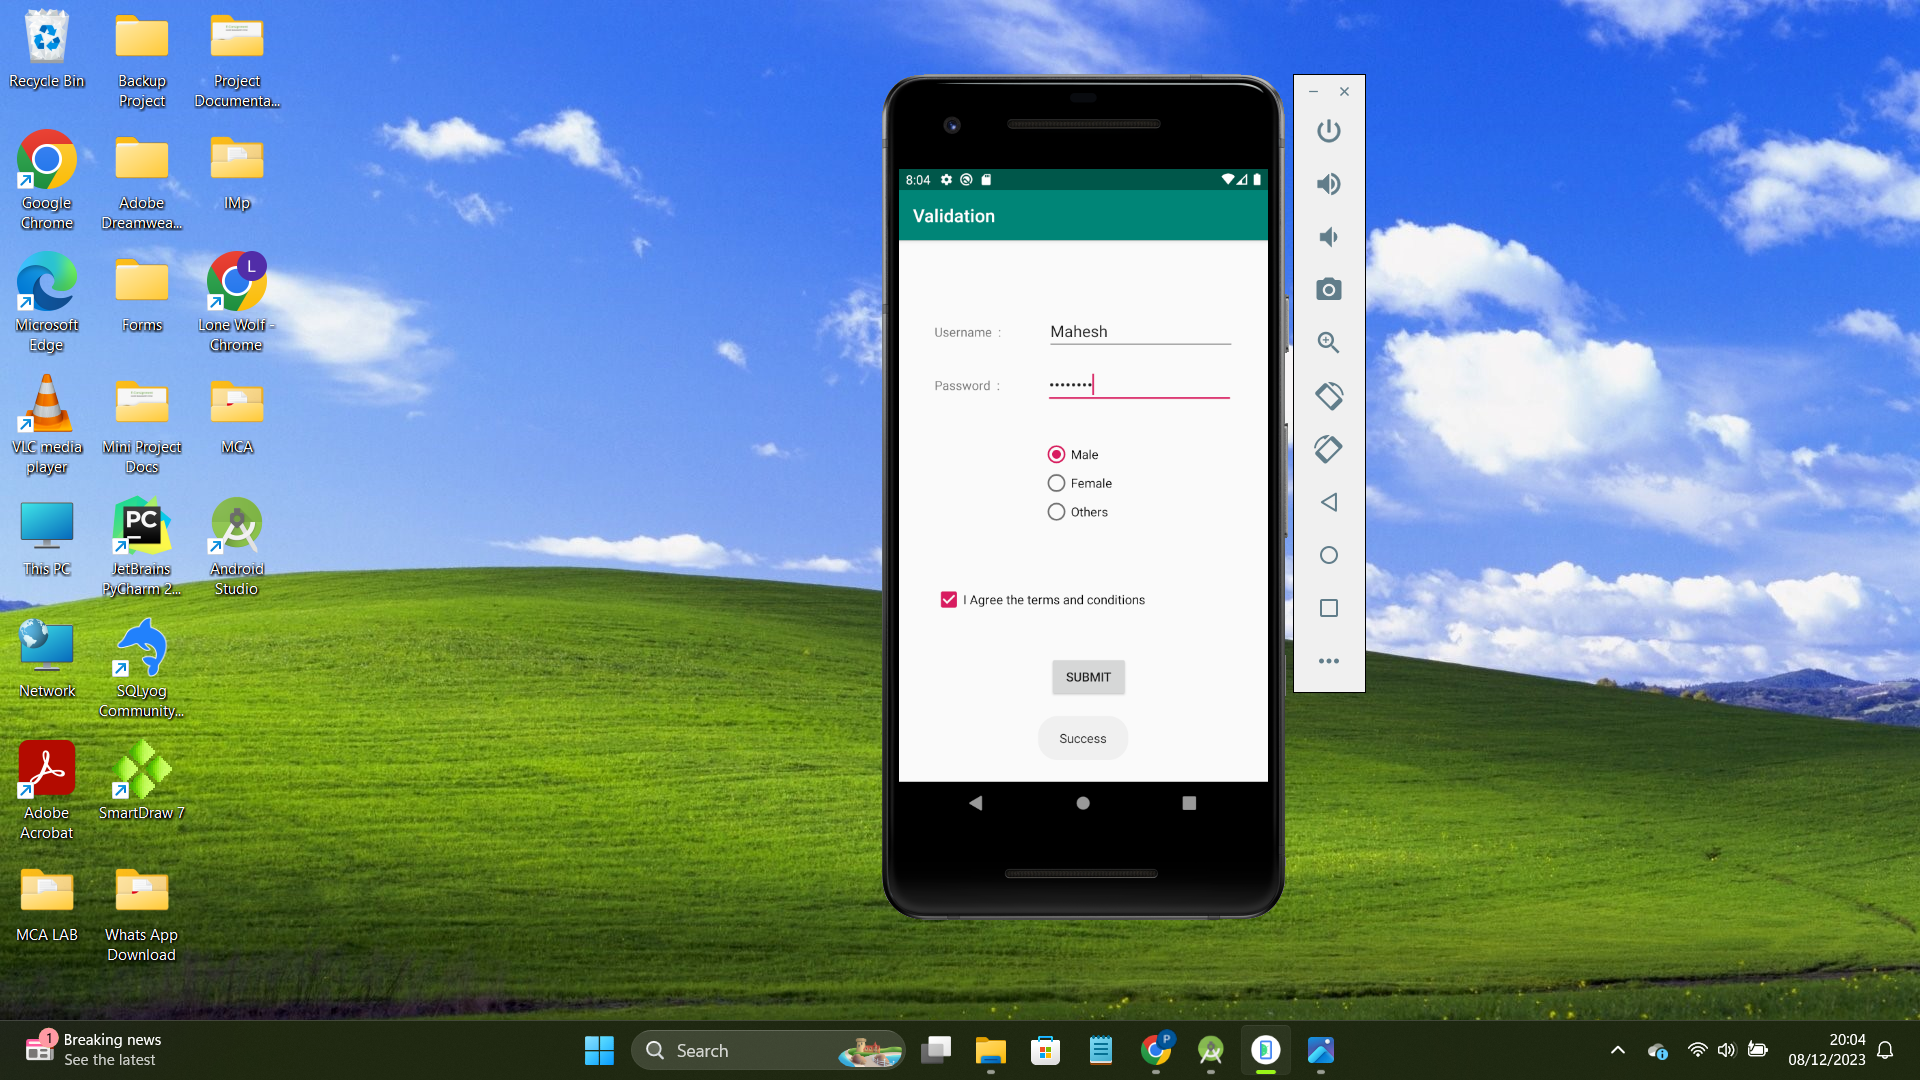 Recycle Bin
Backup
Project
Project
Documenta...
Google
Chrome
Adobe
Dreamwea...
IMp
Microsoft
Edge
Forms
L
Lone Wolf -
Chrome
VLC media
player
Mini Project
Docs
MCA
This PC
PC
JetBrains
PyCharm 2...
Android
Studio
Network
SQLyog
Community...
Adobe
Acrobat
SmartDraw 7
MCA LAB
Whats App
Download
8:04
Validation
Username :
Mahesh
Password :
••••••••
Male
Female
Others
I Agree the terms and conditions
SUBMIT
Success
1
Breaking news
See the latest
Search
P
20:04
08/12/2023